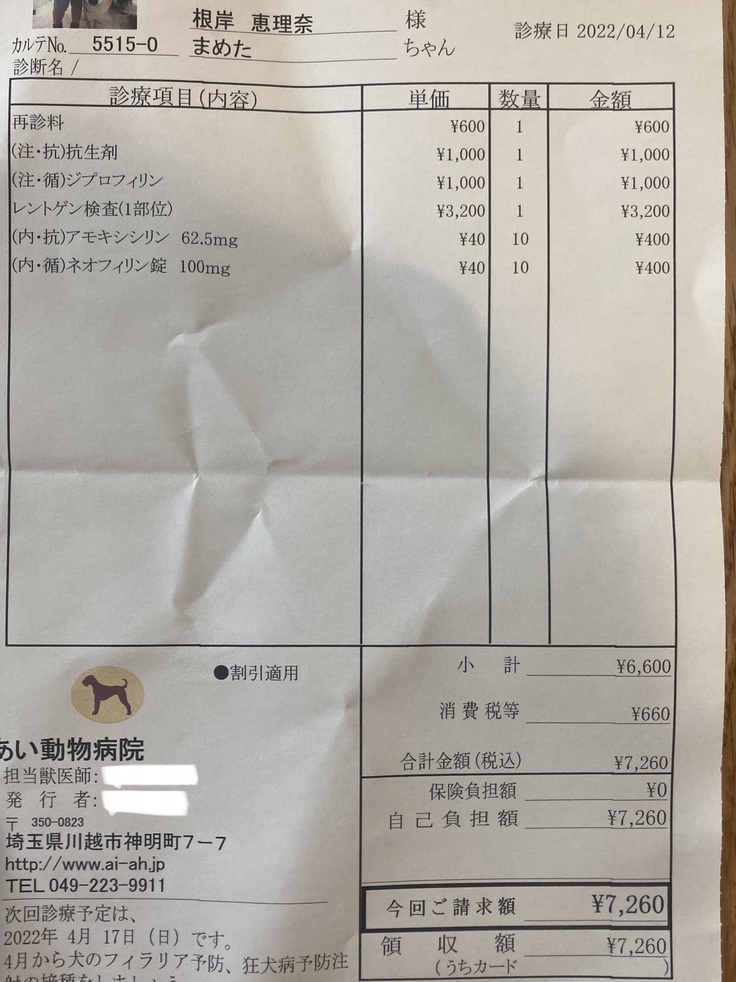 根岸 恵理奈 様 診療日 2022/04/12
カルテNo. 5515-0 まめた ちゃん
診断名 /
診療項目(内容) 単価 数量 金額
再診料 ¥600 1 ¥600
(注・抗)抗生剤 ¥1,000 1 ¥1,000
(注・循)ジプロフィリン ¥1,000 1 ¥1,000
レントゲン検査(1部位) ¥3,200 1 ¥3,200
(内・抗)アモキシシリン 62.5mg ¥40 10 ¥400
(内・循)ネオフィリン錠 100mg ¥40 10 ¥400
●割引適用
小計 ¥6,600
消費税等 ¥660
合計金額(税込) ¥7,260
保険負担額 ¥0
自己負担額 ¥7,260
今回ご請求額 ¥7,260
領収額 ¥7,260
(うちカード )
あい動物病院
担当獣医師:
発行者:
〒 350-0823
埼玉県川越市神明町7-7
http://www.ai-ah.jp
TEL 049-223-9911
次回診療予定は、
2022年 4月 17日 (日) です。
4月から犬のフィラリア予防、狂犬病予防注
射の接種をしましょう